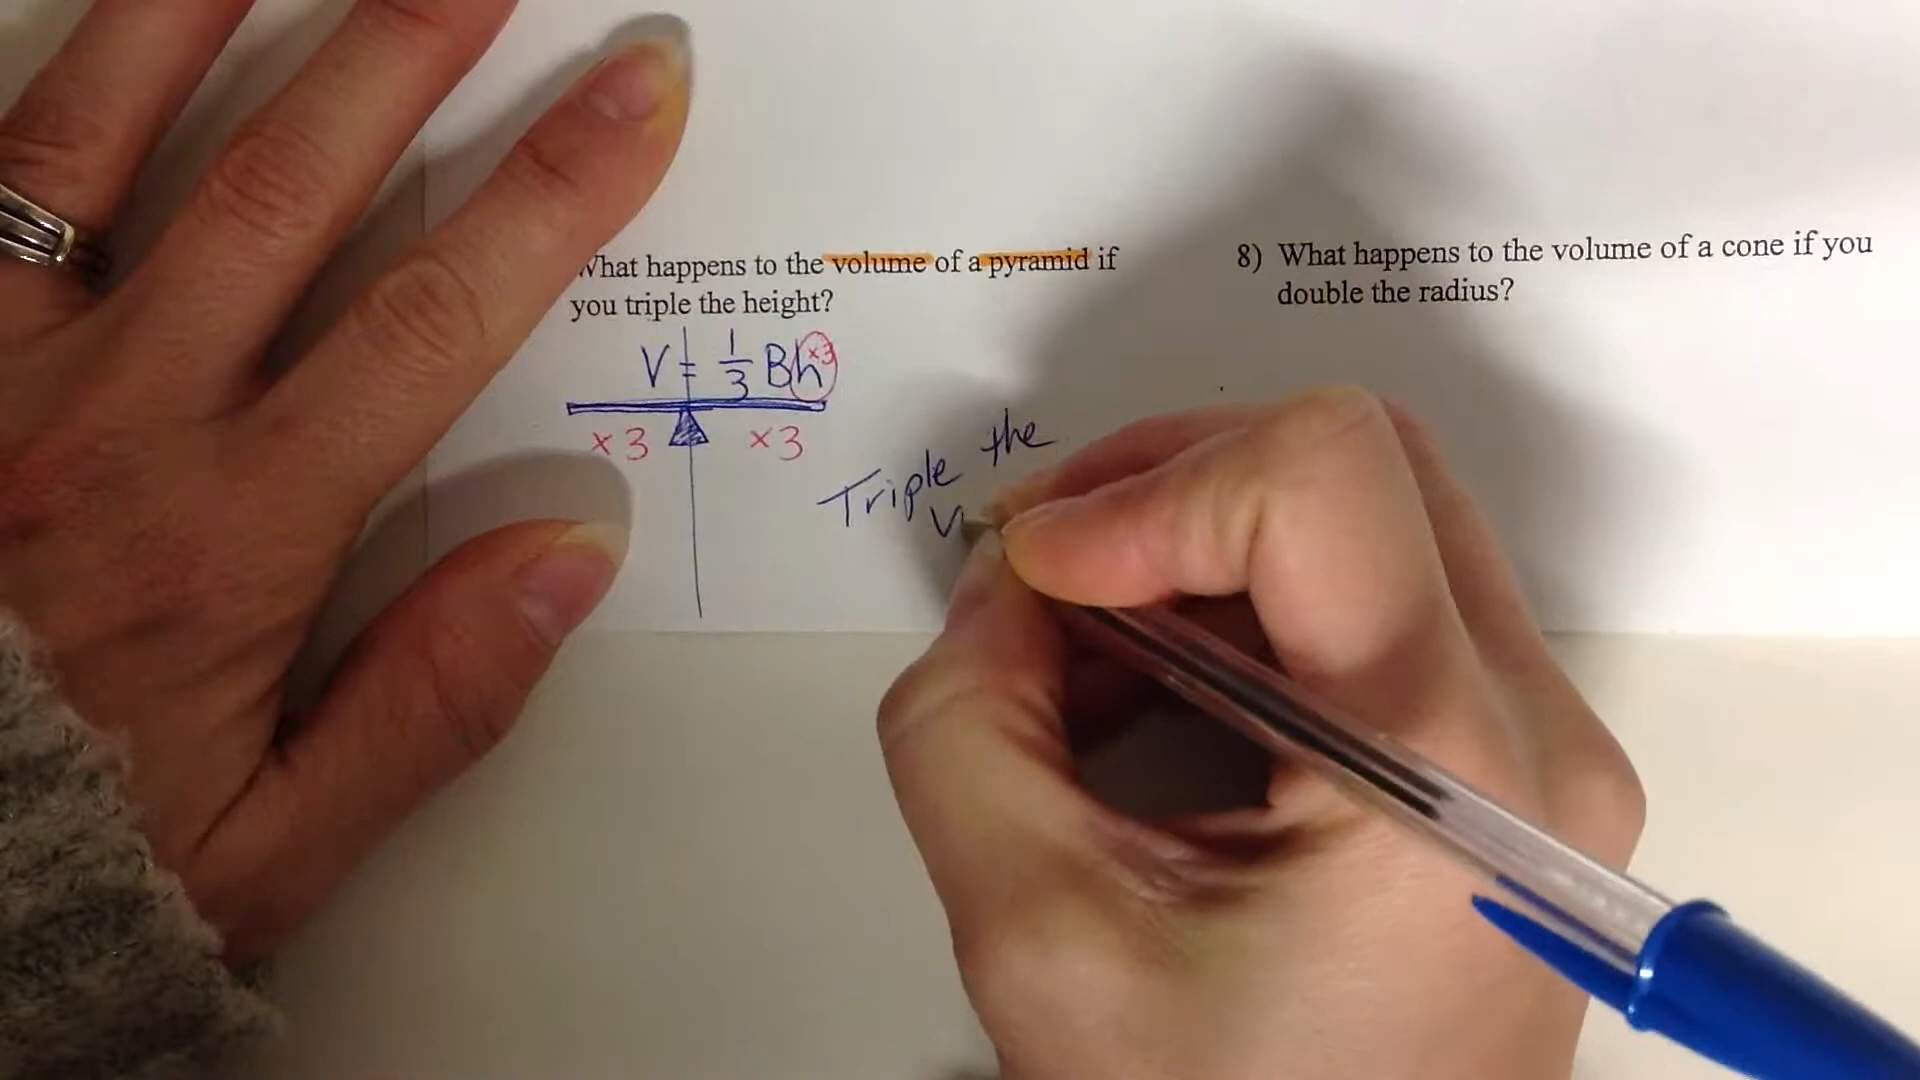 What happens to the volume of a pyramid if
you triple the height?
V = 1/3 Bh ×3
×3 ×3
Triple the
8) What happens to the volume of a cone if you
double the radius?